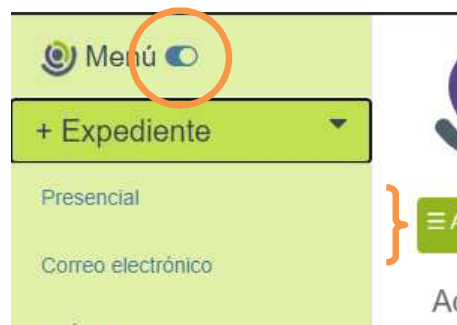 Menú
+ Expediente
Presencial
Correo electrónico